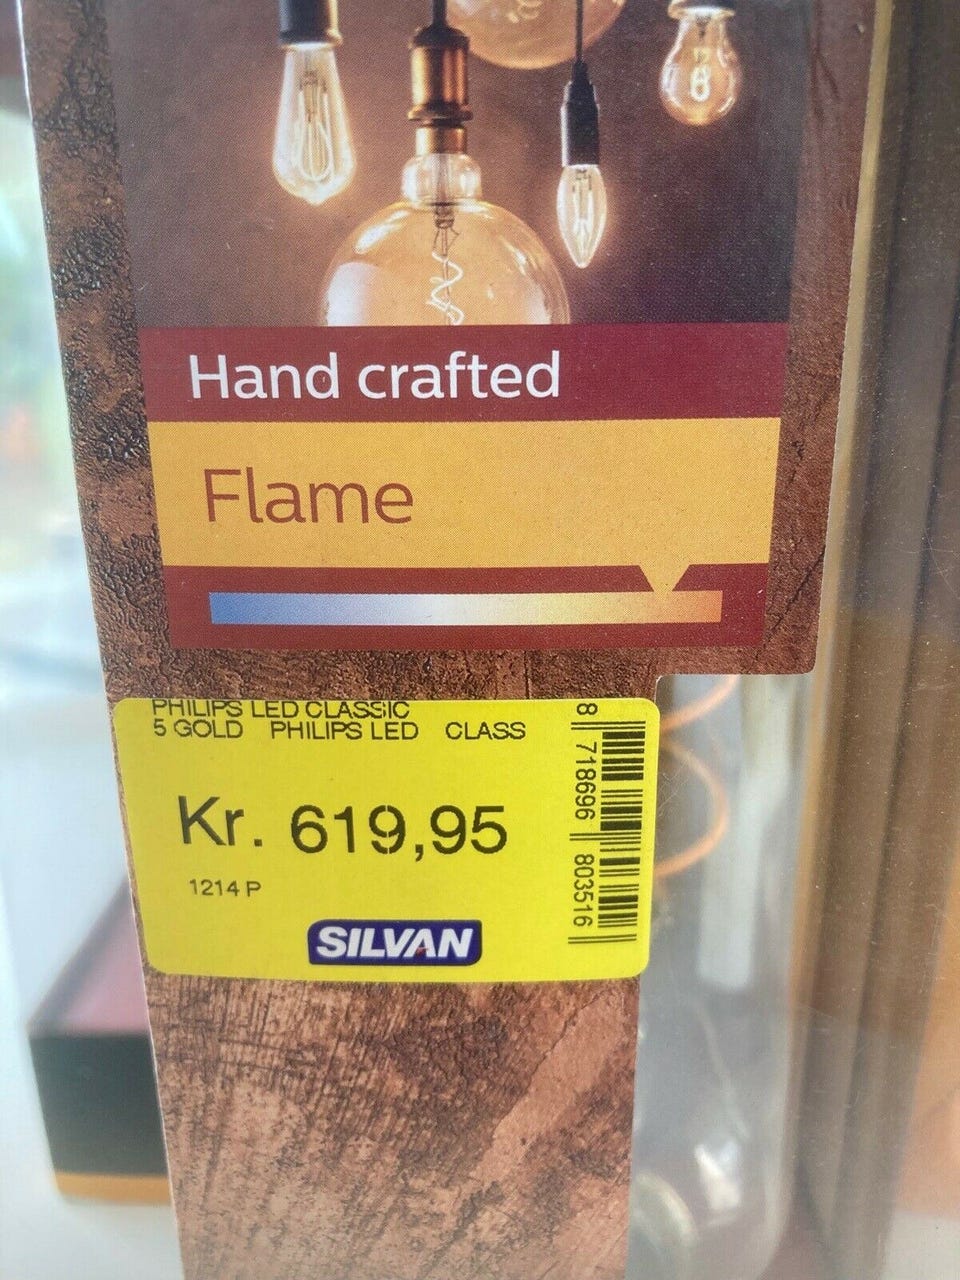 Hand crafted
Flame
PHILIPS LED CLASSIC
5 GOLD PHILIPS LED CLASS
Kr. 619,95
1214 P
SILVAN
8 718696 803516